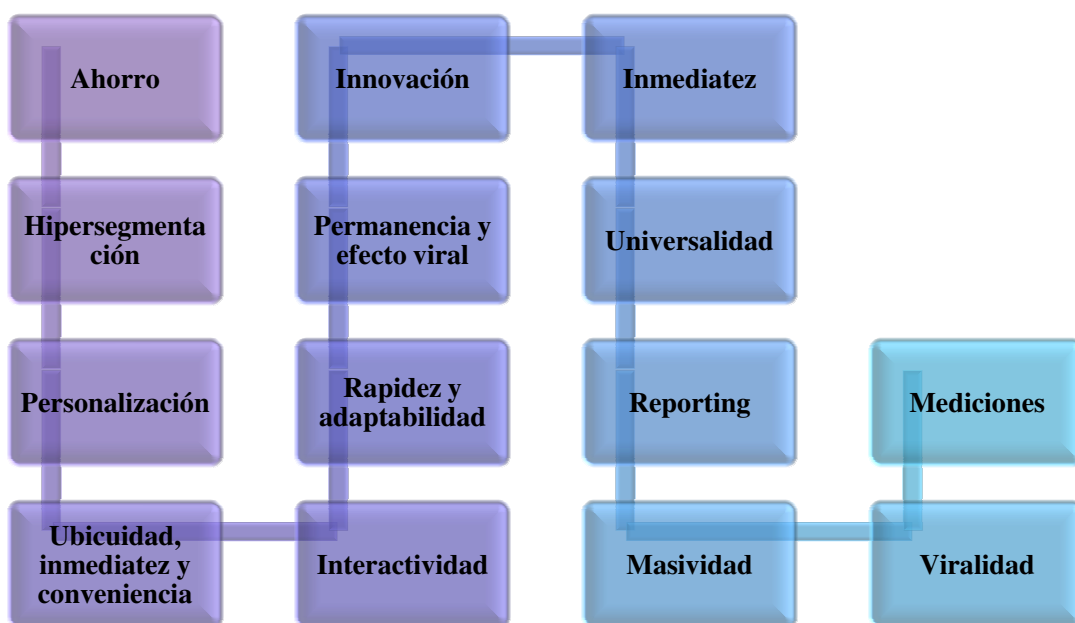 Ahorro
Hipersegmenta
ción
Personalización
Ubicuidad,
inmediatez y
conveniencia
Interactividad
Rapidez y
adaptabilidad
Permanencia y
efecto viral
Innovación
Inmediatez
Universalidad
Reporting
Masividad
Viralidad
Mediciones